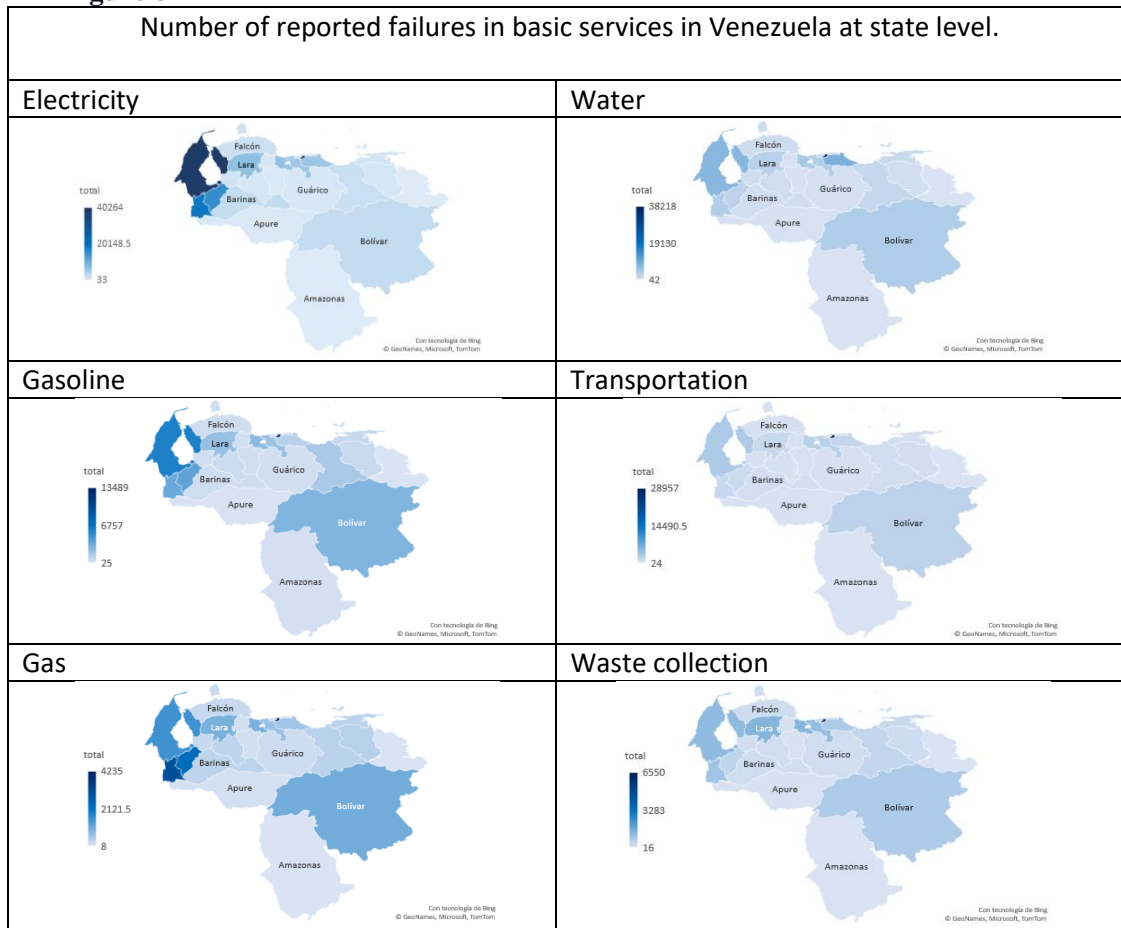 Number of reported failures in basic services in Venezuela at state level.
Electricity
Water
total
40264
20148.5
33
Falcón
Lara
Barinas
Guárico
Apure
Bolívar
Amazonas
Con tecnología de Bing
© GeoNames, Microsoft, TomTom
total
38218
19130
42
Falcón
Lara
Barinas
Guárico
Apure
Bolívar
Amazonas
Con tecnología de Bing
© GeoNames, Microsoft, TomTom
Gasoline
Transportation
total
13489
6757
25
Falcón
Lara
Barinas
Guárico
Apure
Bolívar
Amazonas
Con tecnología de Bing
© GeoNames, Microsoft, TomTom
total
28957
14490.5
24
Falcón
Lara
Barinas
Guárico
Apure
Bolívar
Amazonas
Con tecnología de Bing
© GeoNames, Microsoft, TomTom
Gas
Waste collection
total
4235
2121.5
8
Falcón
Lara
Barinas
Guárico
Apure
Bolívar
Amazonas
Con tecnología de Bing
© GeoNames, Microsoft, TomTom
total
6550
3283
16
Falcón
Lara
Barinas
Guárico
Apure
Bolívar
Amazonas
Con tecnología de Bing
© GeoNames, Microsoft, TomTom